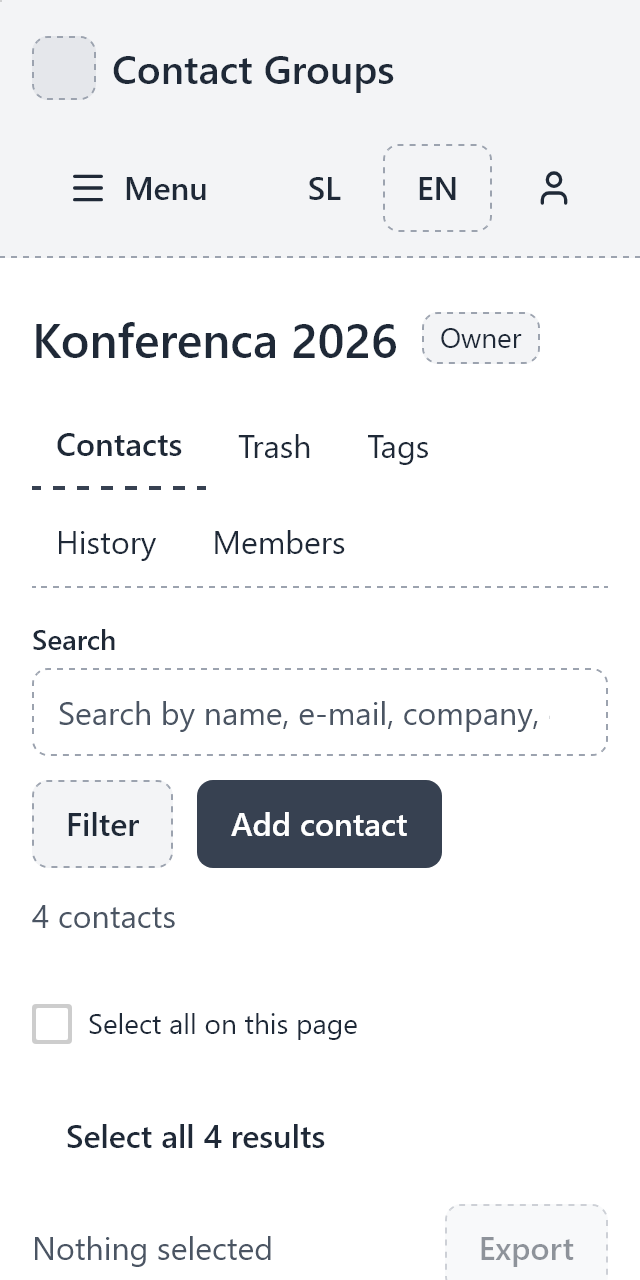 Contact Groups
Menu SL EN
Konferenca 2026 Owner
Contacts Trash Tags
History Members
Search
Search by name, e-mail, company,
Filter Add contact
4 contacts
Select all on this page
Select all 4 results
Nothing selected Export